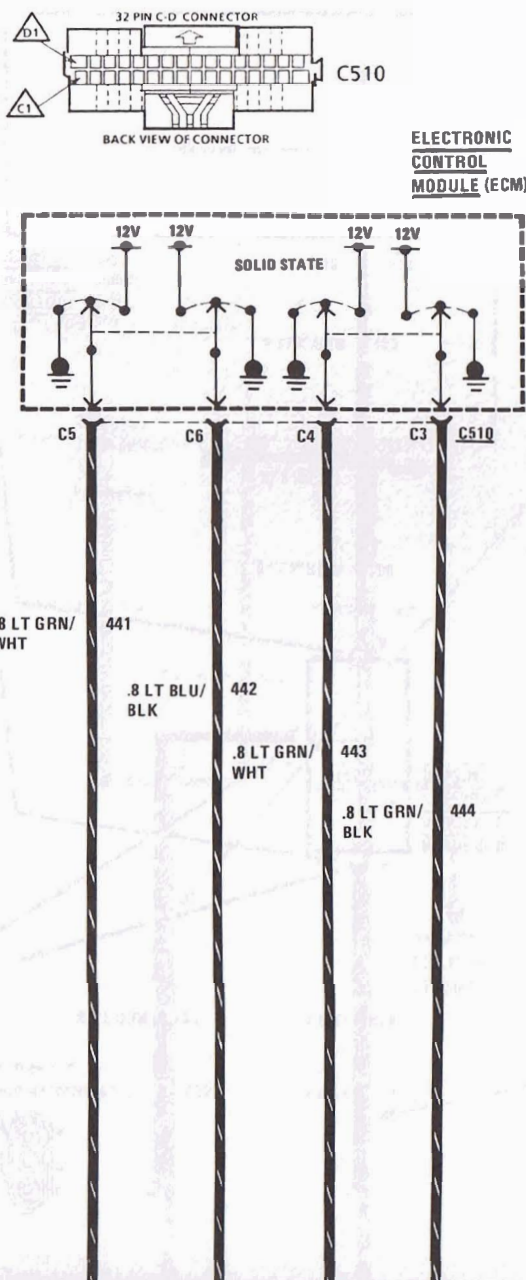 32 PIN C-D CONNECTOR
D1
C1
C510
BACK VIEW OF CONNECTOR
ELECTRONIC
CONTROL
MODULE (ECM)
12V 12V 12V 12V
SOLID STATE
C5 C6 C4 C3 C510
8 LT GRN/ 441
WHT
.8 LT BLU/ 442
BLK
.8 LT GRN/ 443
WHT
.8 LT GRN/ 444
BLK